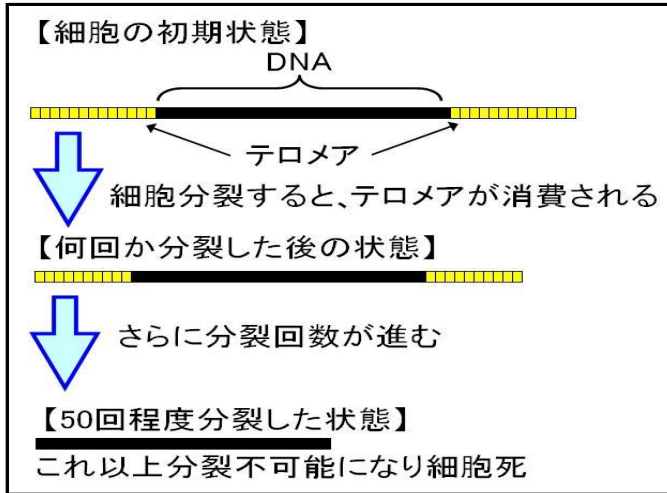 【細胞の初期状態】
DNA
テロメア
細胞分裂すると、テロメアが消費される
【何回か分裂した後の状態】
さらに分裂回数が進む
【50回程度分裂した状態】
これ以上分裂不可能になり細胞死